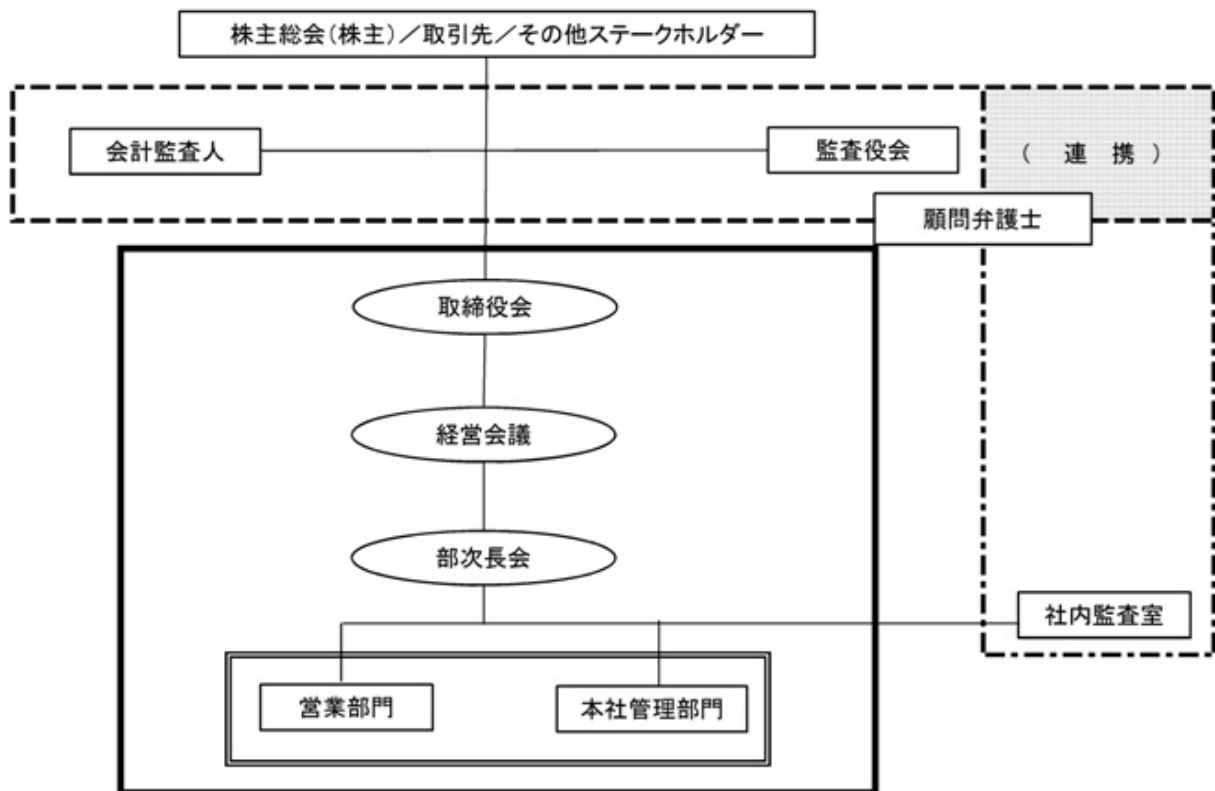 株主総会(株主)／取引先／その他ステークホルダー
会計監査人
監査役会
( 連 携 )
顧問弁護士
取締役会
経営会議
部次長会
社内監査室
営業部門
本社管理部門